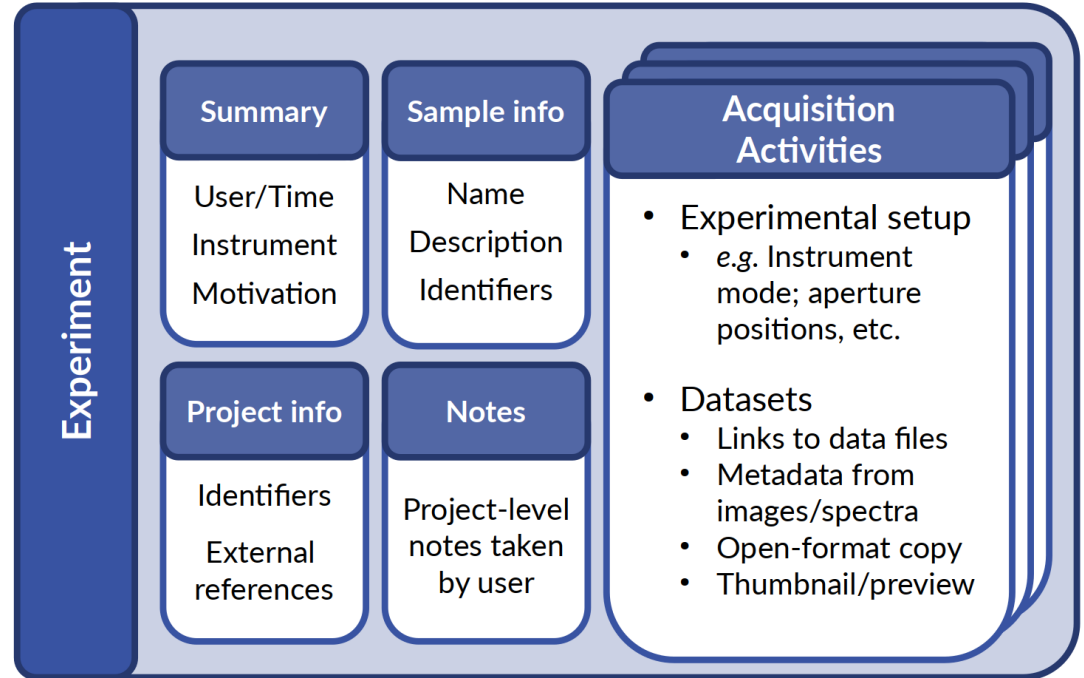 Experiment
Summary
User/Time
Instrument
Motivation
Sample info
Name
Description
Identifiers
Project info
Identifiers
External
references
Notes
Project-level
notes taken
by user
Acquisition
Activities
• Experimental setup
• e.g. Instrument
mode; aperture
positions, etc.
• Datasets
• Links to data files
• Metadata from
images/spectra
• Open-format copy
• Thumbnail/preview